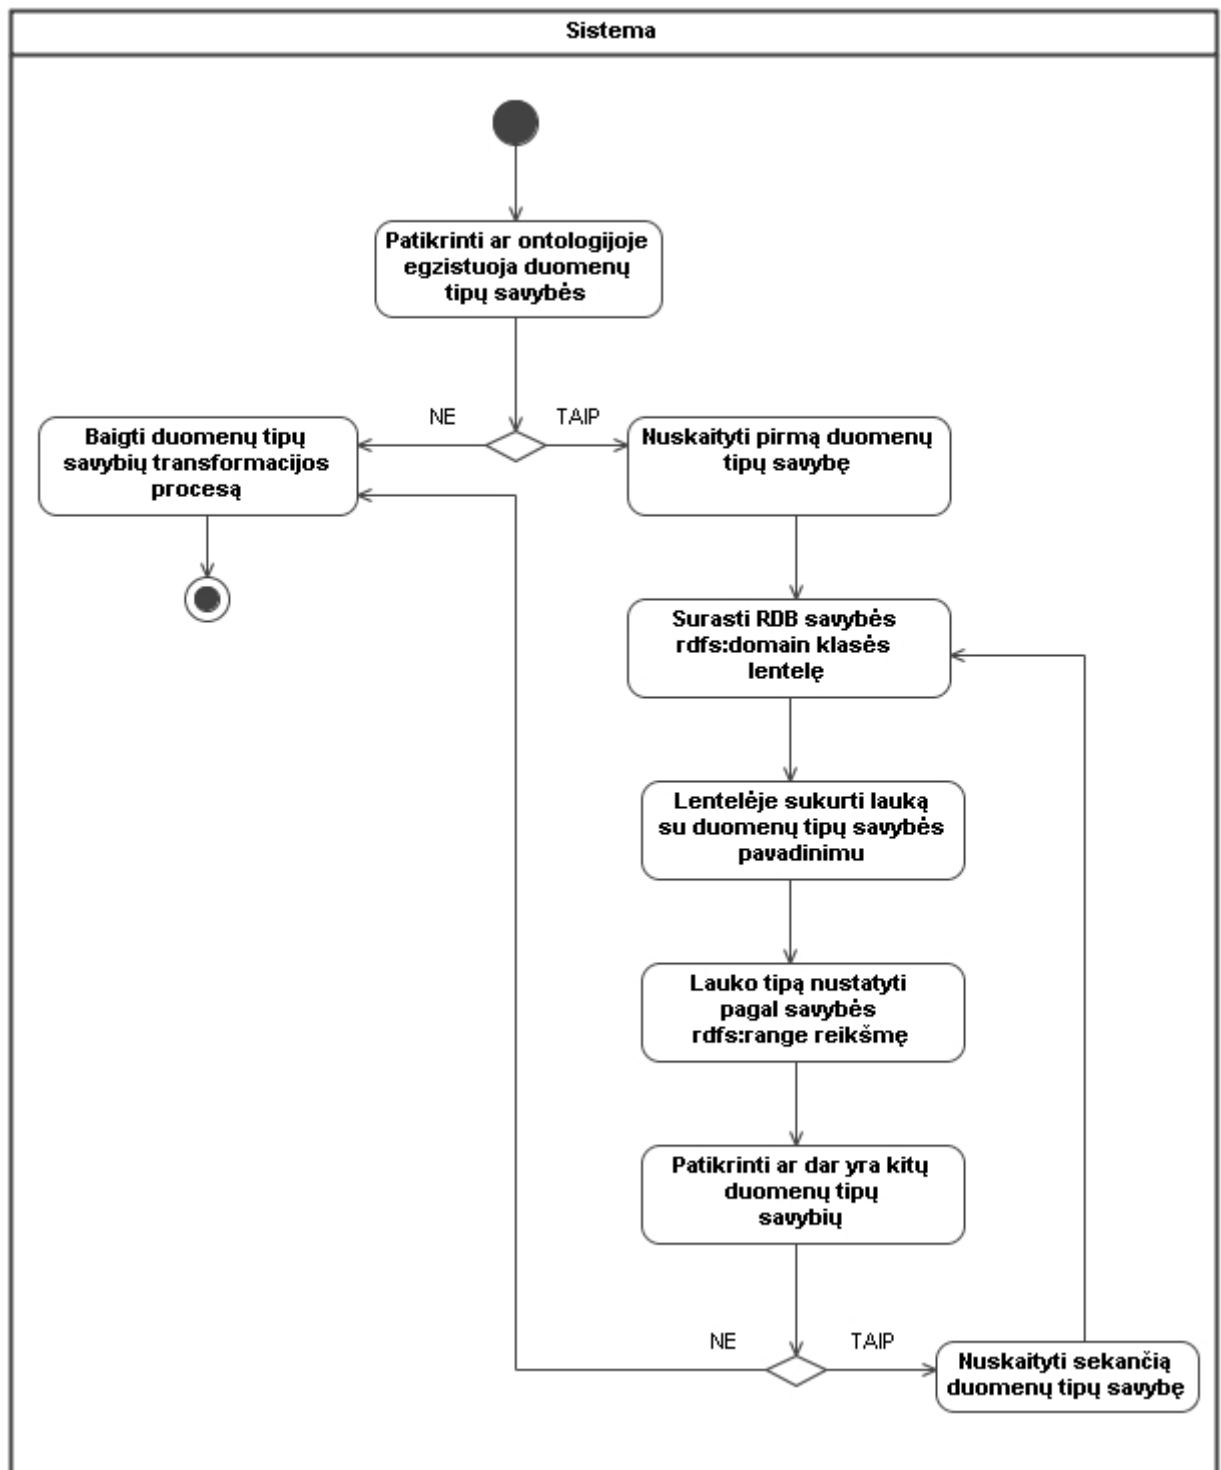 Sistema
Patikrinti ar ontologijoje
egzistuoja duomenų
tipų savybės
NE
TAIP
Baigti duomenų tipų
savybių transformacijos
procesą
Nuskaityti pirmą duomenų
tipų savybę
Surasti RDB savybės
rdfs:domain klasės
lentelę
Lentelėje sukurti lauką
su duomenų tipų savybės
pavadinimu
Lauko tipą nustatyti
pagal savybės
rdfs:range reikšmę
Patikrinti ar dar yra kitų
duomenų tipų
savybių
NE
TAIP
Nuskaityti sekančią
duomenų tipų savybę